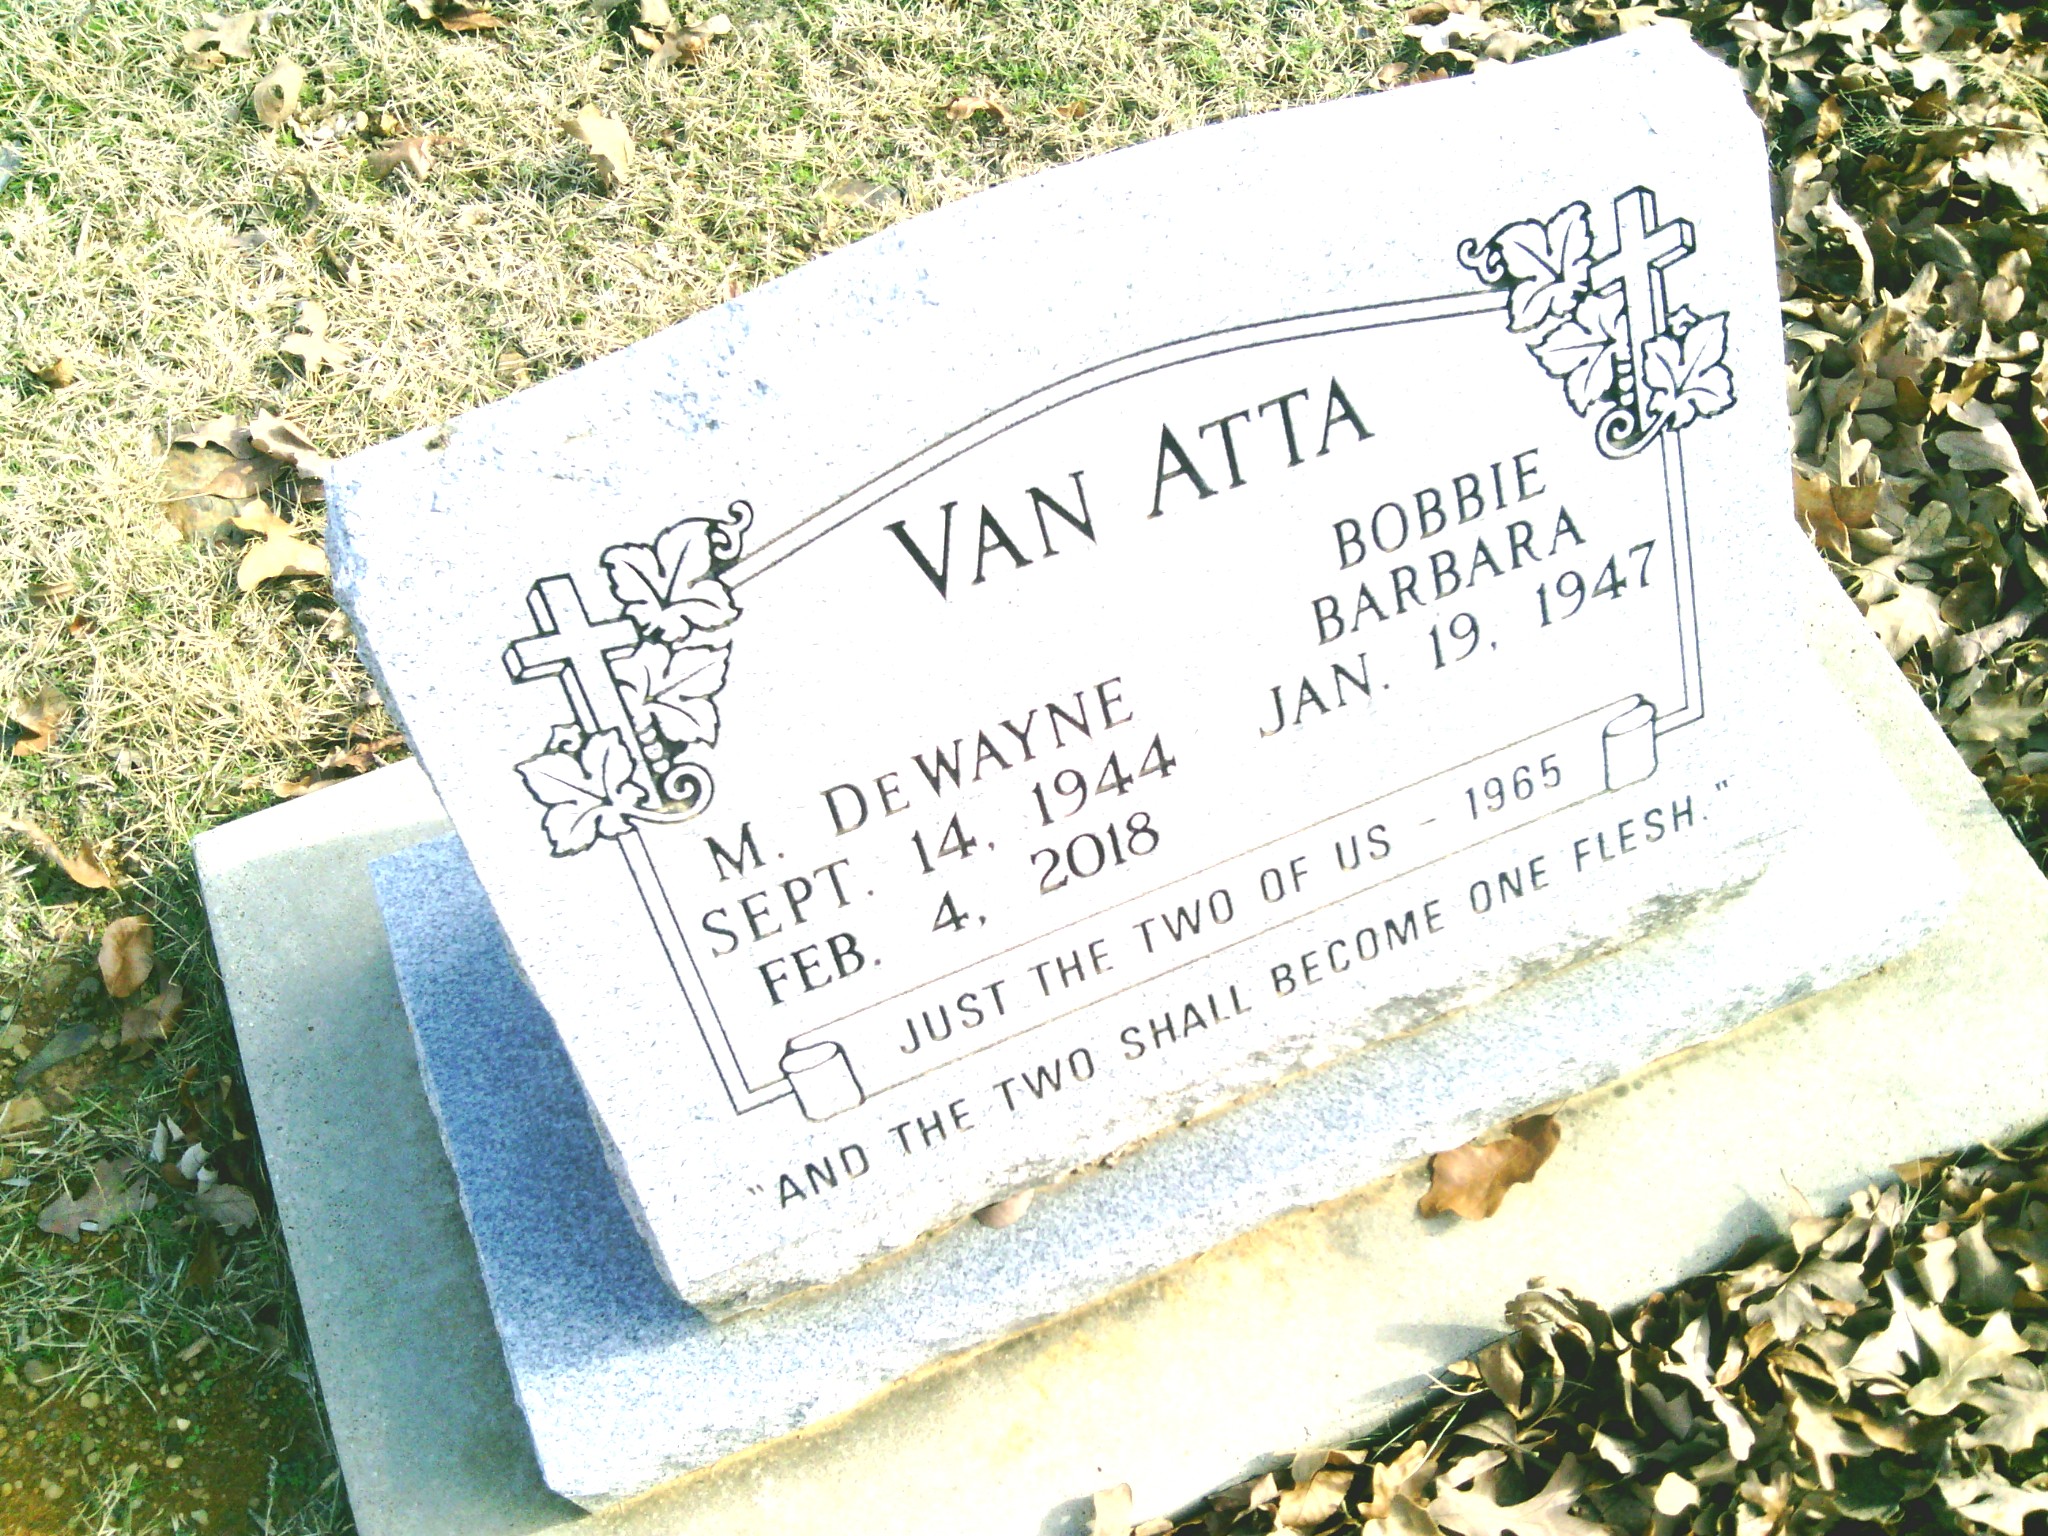 VAN ATTA
M. DEWAYNE
SEPT. 14, 1944
FEB. 4, 2018
BOBBIE
BARBARA
JAN. 19, 1947
JUST THE TWO OF US - 1965
"AND THE TWO SHALL BECOME ONE FLESH."